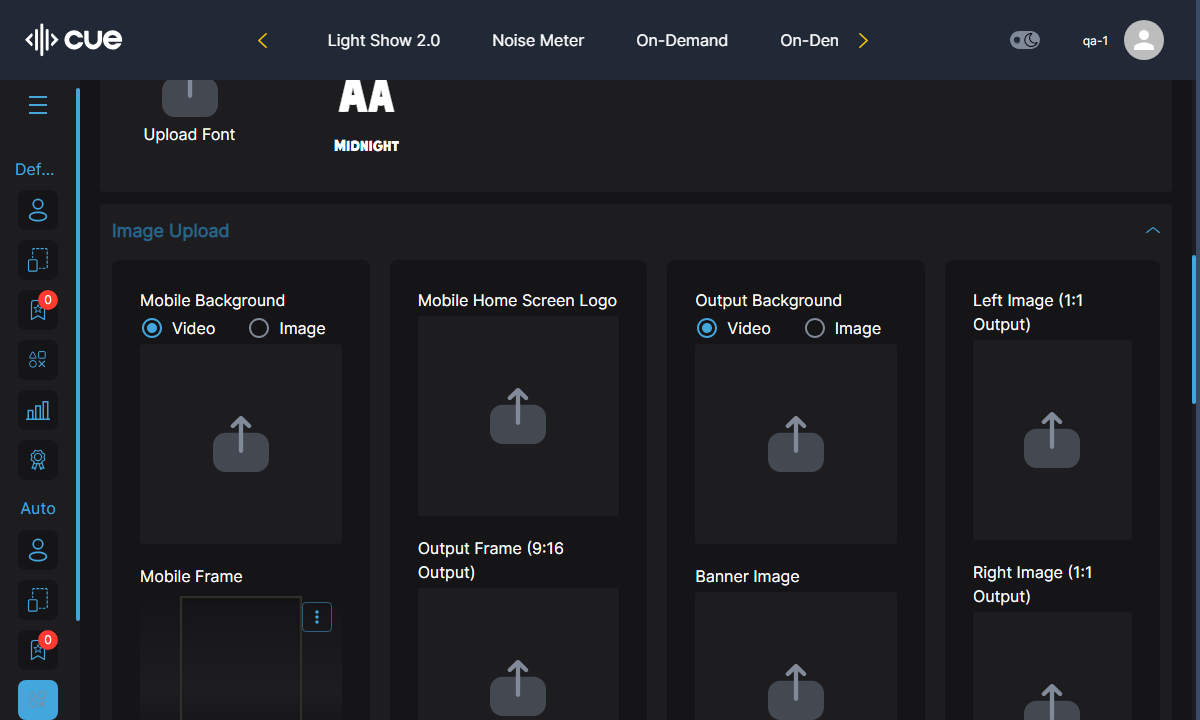 cue
Light Show 2.0
Noise Meter
On-Demand
On-Den
qa-1
Def...
0
Auto
0
Upload Font
AA
MIDNIGHT
Image Upload
Mobile Background
Video
Image
Mobile Home Screen Logo
Output Background
Video
Image
Left Image (1:1
Output)
Mobile Frame
Output Frame (9:16
Output)
Banner Image
Right Image (1:1
Output)